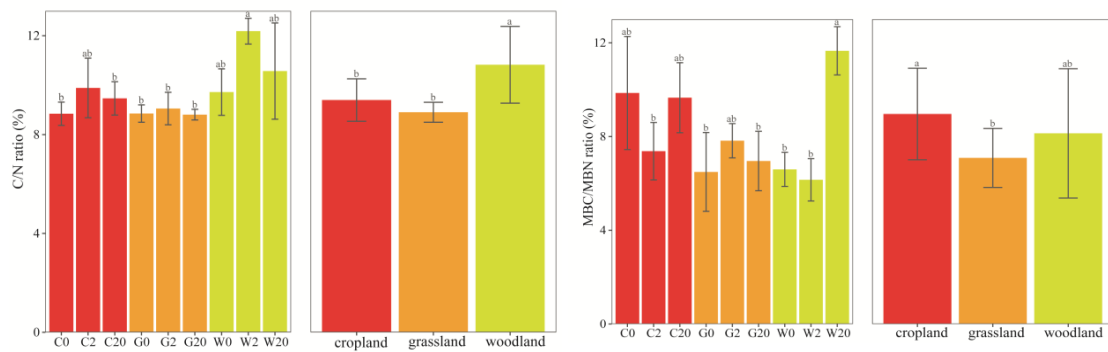 C/N ratio (%)
12
8
4
0
b
ab
b
b
b
b
ab
a
ab
C0 C2 C20 G0 G2 G20 W0 W2 W20
b
b
a
cropland grassland woodland
MBC/MBN ratio (%)
12
8
4
0
ab
b
ab
b
ab
b
b
b
a
C0 C2 C20 G0 G2 G20 W0 W2 W20
a
b
ab
cropland grassland woodland